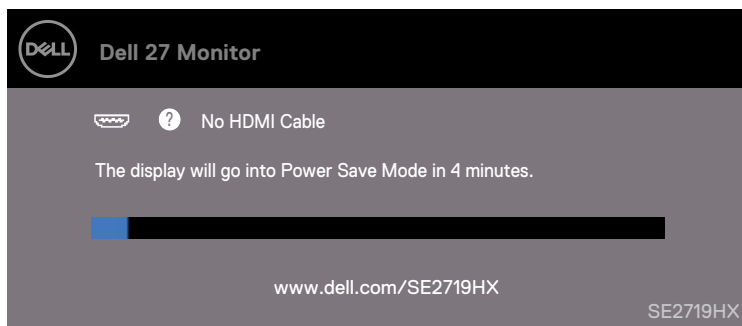 DELL
Dell 27 Monitor
? No HDMI Cable
The display will go into Power Save Mode in 4 minutes.
www.dell.com/SE2719HX
SE2719HX